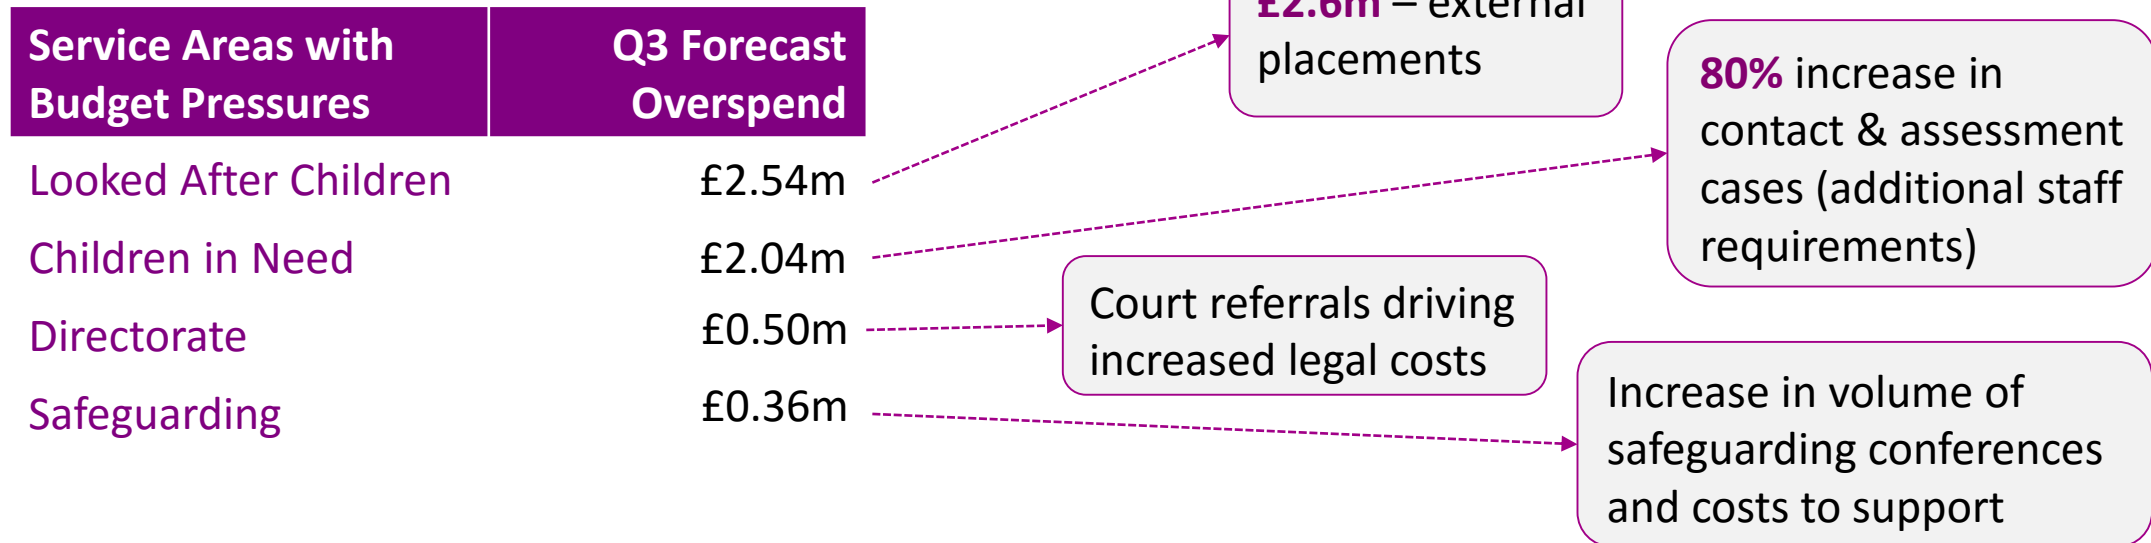 Service Areas with
Budget Pressures
Q3 Forecast
Overspend
Looked After Children
£2.54m
Children in Need
£2.04m
Directorate
£0.50m
Safeguarding
£0.36m
£2.6m – external
placements
80% increase in
contact & assessment
cases (additional staff
requirements)
Court referrals driving
increased legal costs
Increase in volume of
safeguarding conferences
and costs to support